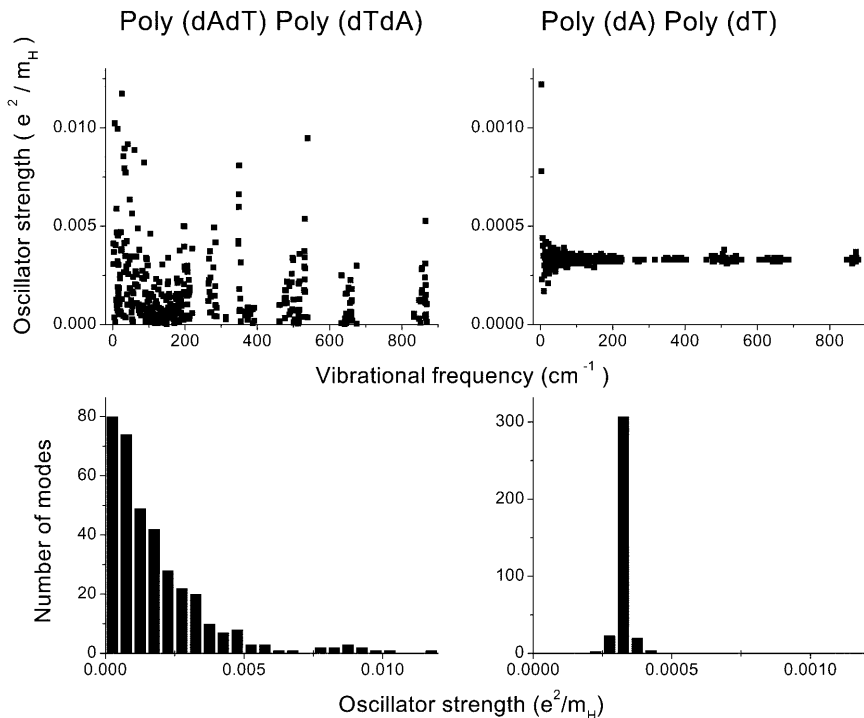 Poly (dAdT) Poly (dTdA)
Poly (dA) Poly (dT)
Oscillator strength ( e² / m_H )
0.010
0.005
0.000
0 200 400 600 800
0.0010
0.0005
0.0000
0 200 400 600 800
Vibrational frequency (cm⁻¹ )
Number of modes
80
60
40
20
0
0.000 0.005 0.010
300
200
100
0
0.0000 0.0005 0.0010
Oscillator strength (e²/m_H)